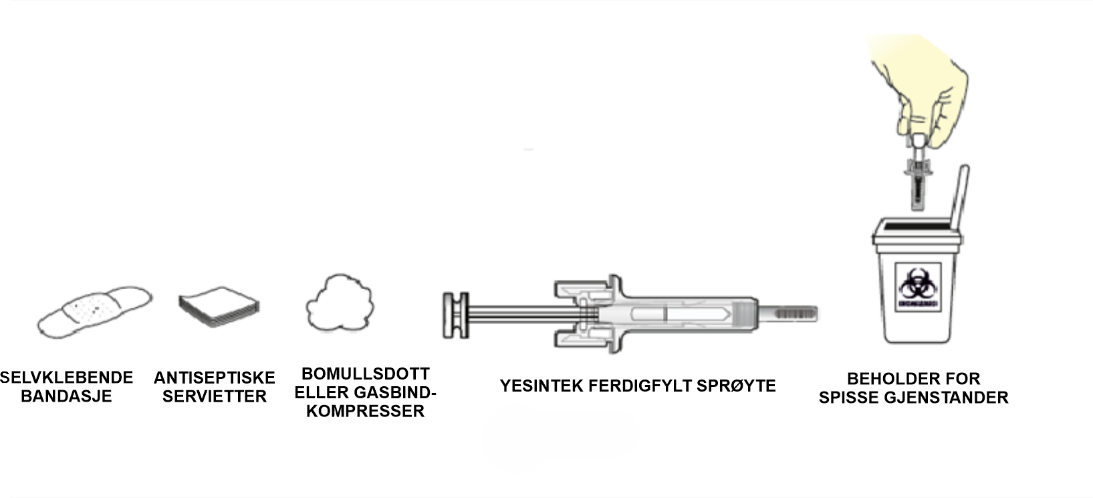 SELVKLEBENDE
BANDASJE
ANTISEPTISKE
SERVIETTER
BOMULLSDOTT
ELLER GASBIND-
KOMPRESSER
YESINTEK FERDIGFYLT SPRØYTE
BEHOLDER FOR
SPISSE GJENSTANDER